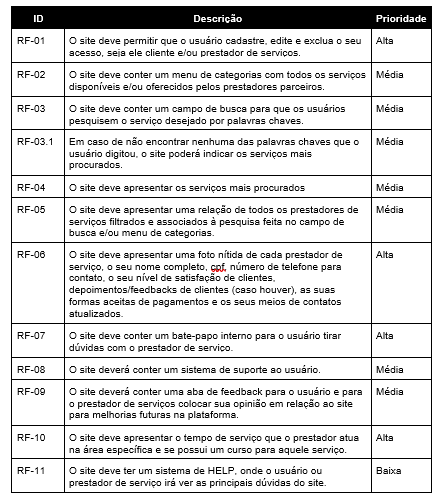 ID Descrição Prioridade
RF-01 O site deve permitir que o usuário cadastre, edite e exclua o seu Alta
acesso, seja ele cliente e/ou prestador de serviços.
RF-02 O site deve conter um menu de categorias com todos os serviços Média
disponíveis e/ou oferecidos pelos prestadores parceiros.
RF-03 O site deve conter um campo de busca para que os usuários Média
pesquisem o serviço desejado por palavras chaves.
RF-03.1 Em caso de não encontrar nenhuma das palavras chaves que o Média
usuário digitou, o site poderá indicar os serviços mais
procurados.
RF-04 O site deve apresentar os serviços mais procurados Média
RF-05 O site deve apresentar uma relação de todos os prestadores de Média
serviços filtrados e associados à pesquisa feita no campo de
busca e/ou menu de categorias.
RF-06 O site deve apresentar uma foto nítida de cada prestador de Alta
serviço, o seu nome completo, cpf, número de telefone para
contato, o seu nível de satisfação de clientes,
depoimentos/feedbacks de clientes (caso houver), as suas
formas aceitas de pagamentos e os seus meios de contatos
atualizados.
RF-07 O site deve conter um bate-papo interno para o usuário tirar Alta
dúvidas com o prestador de serviço.
RF-08 O site deverá conter um sistema de suporte ao usuário. Média
RF-09 O site deverá conter uma aba de feedback para o usuário e para Média
o prestador de serviços colocar sua opinião em relação ao site
para melhorias futuras na plataforma.
RF-10 O site deve apresentar o tempo de serviço que o prestador atua Alta
na área específica e se possui um curso para aquele serviço.
RF-11 O site deve ter um sistema de HELP, onde o usuário ou Baixa
prestador de serviço irá ver as principais dúvidas do site.